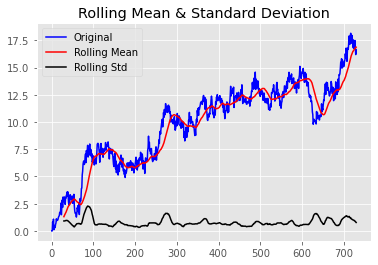 Rolling Mean & Standard Deviation
Original
Rolling Mean
Rolling Std
17.5
15.0
12.5
10.0
7.5
5.0
2.5
0.0
0 100 200 300 400 500 600 700